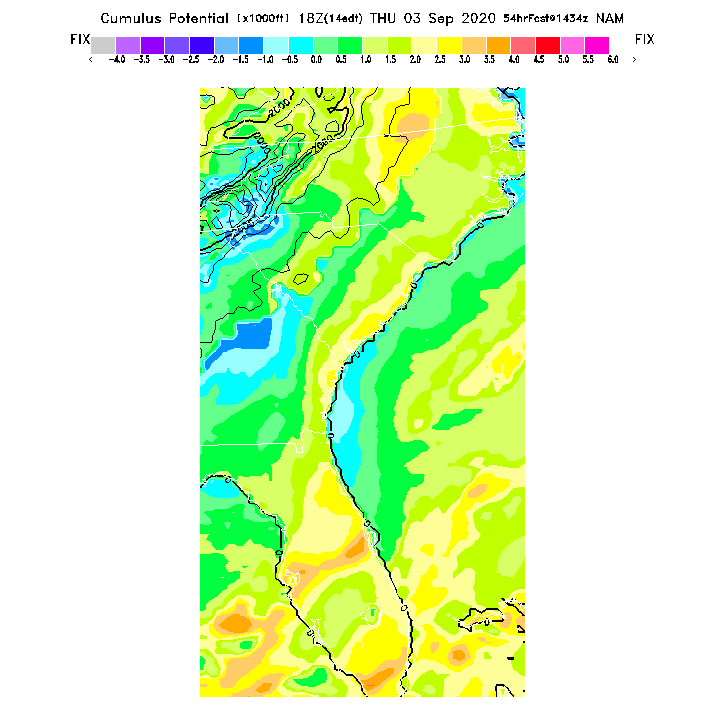 Cumulus Potential [x1000ft] 18Z(14edt) THU 03 Sep 2020 54hrFcst@1434z NAM
FIX FIX
< -4.0 -3.5 -3.0 -2.5 -2.0 -1.5 -1.0 -0.5 0.0 0.5 1.0 1.5 2.0 2.5 3.0 3.5 4.0 4.5 5.0 5.5 6.0 >
2000